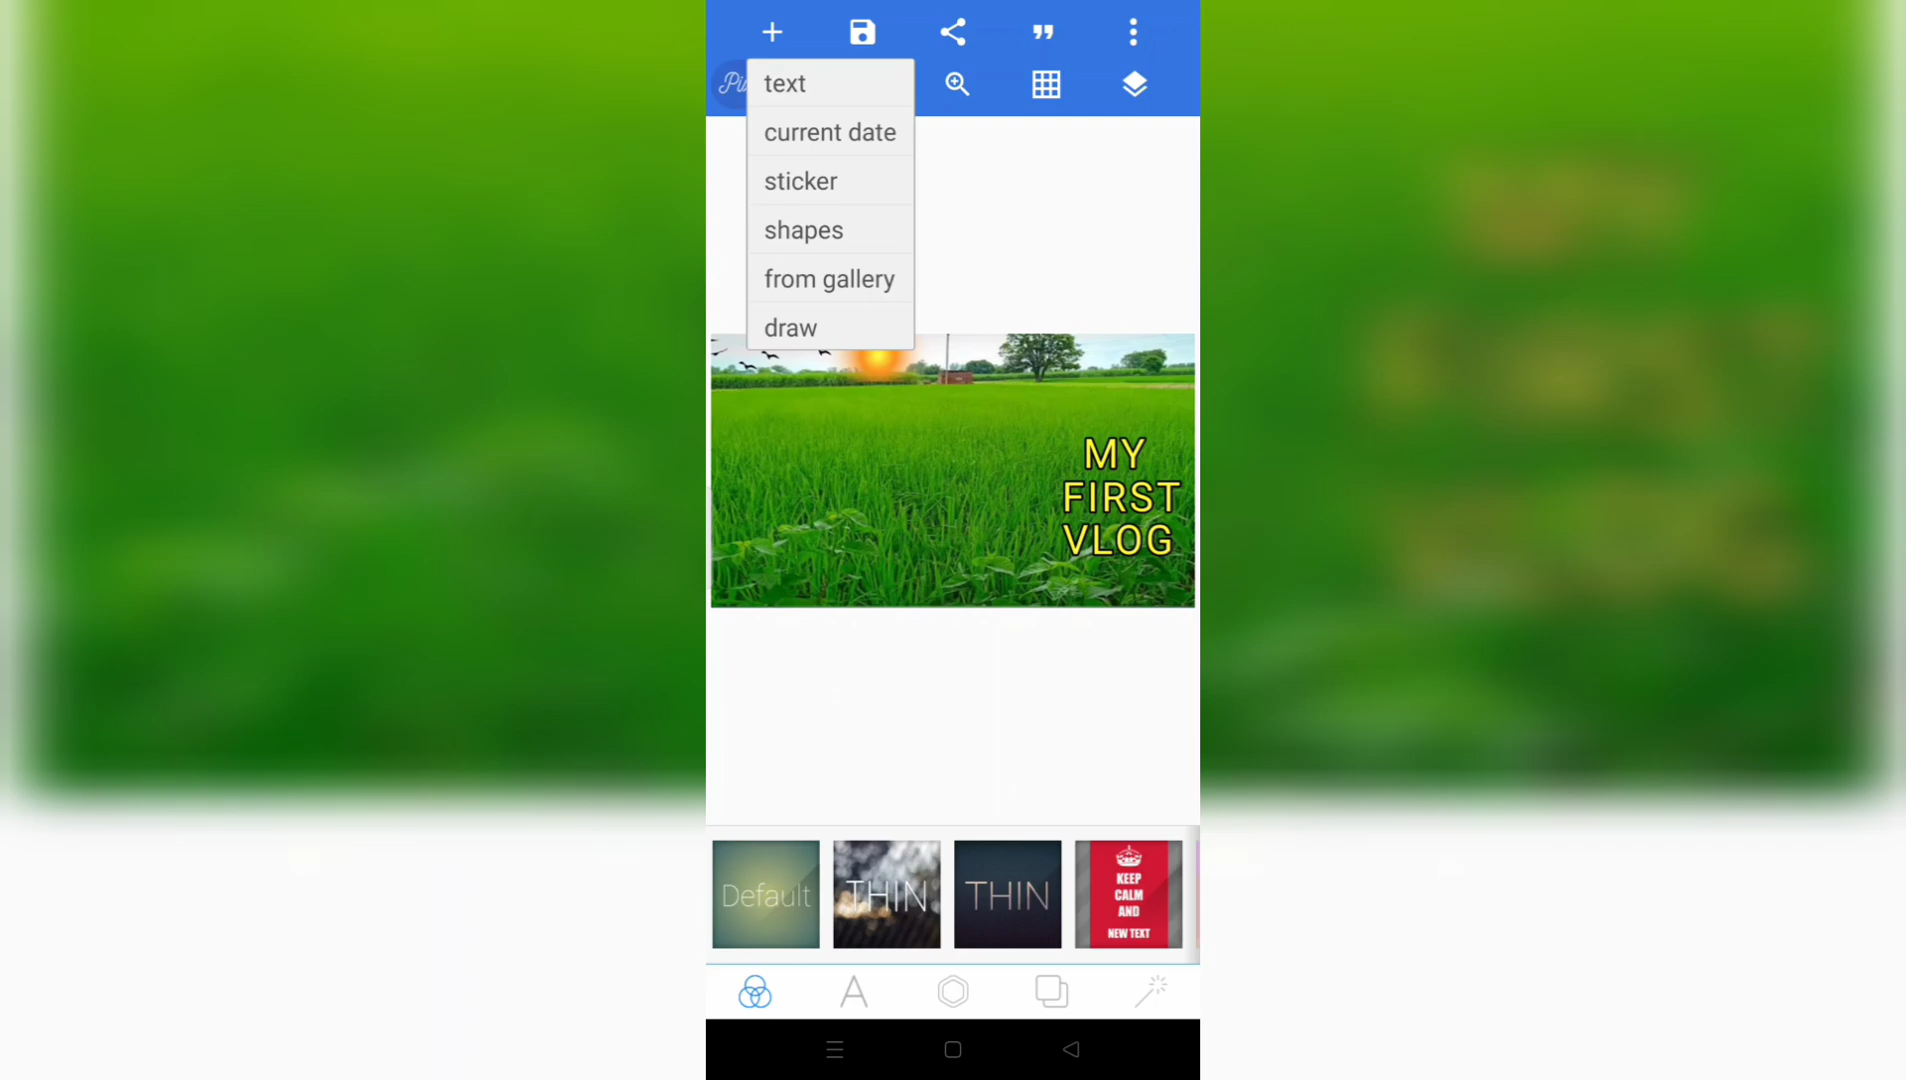 text
current date
sticker
shapes
from gallery
draw
MY
FIRST
VLOG
Default
THIN
THIN
KEEP
CALM
AND
NEW TEXT